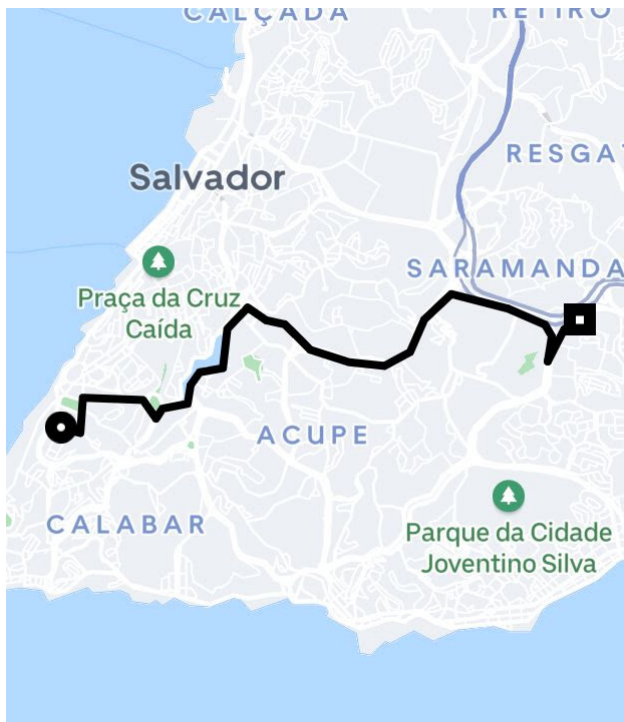 CALÇADA
RETIRO
RESGAT
Salvador
SARAMANDA
Praça da Cruz
Caída
ACUPE
CALABAR
Parque da Cidade
Joventino Silva